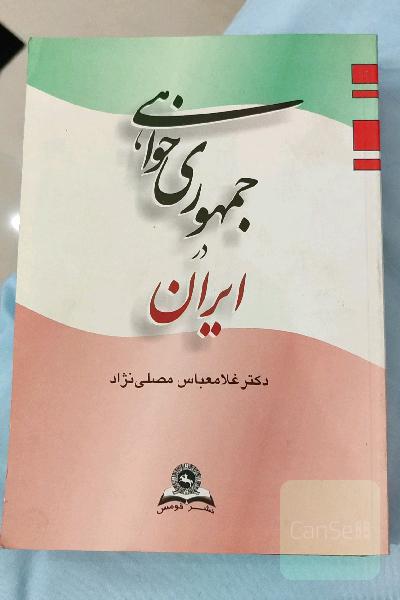 جمهوری خواهی
در
ایران
دکتر غلامعباس مصلی‌نژاد
نشر قومس
CanSell